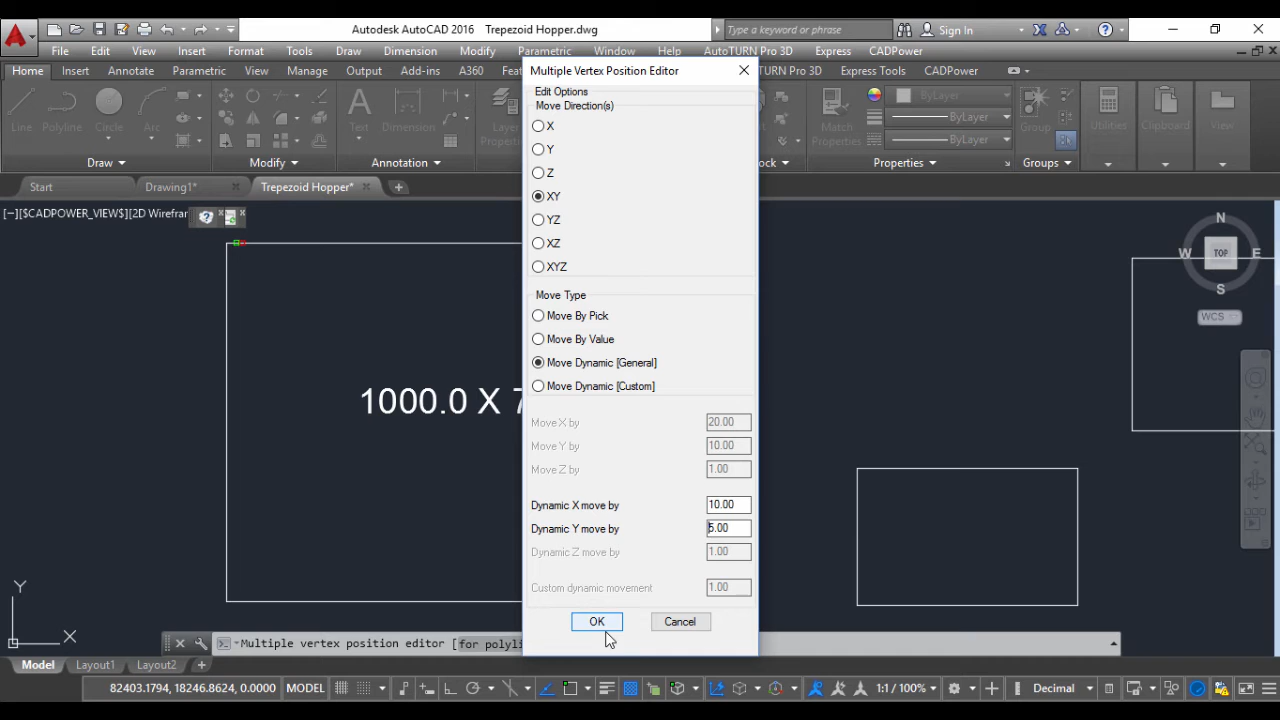 Autodesk AutoCAD 2016 Trepezoid Hopper.dwg
Type a keyword or phrase
Sign In
File Edit View Insert Format Tools Draw Dimension Modify Parametric Window Help AutoTURN Pro 3D Express CADPower
Home Insert Annotate Parametric View Manage Output Add-ins A360 Express Tools CADPower
Line Polyline Circle Arc
Text Dimension
Match
Properties
ByLayer
ByLayer
ByLayer
Group
Utilities Clipboard View
Draw Modify Annotation Properties Groups
Start Drawing1* Trepezoid Hopper*
[−][$CADPOWER_VIEW$][2D Wirefra
Multiple Vertex Position Editor
Edit Options
Move Direction(s)
X
Y
Z
XY
YZ
XZ
XYZ
Move Type
Move By Pick
Move By Value
Move Dynamic [General]
Move Dynamic [Custom]
Move X by 20.00
Move Y by 10.00
Move Z by 1.00
Dynamic X move by 10.00
Dynamic Y move by 5.00
Dynamic Z move by 1.00
Custom dynamic movement 1.00
OK Cancel
1000.0 X 7
N
W TOP E
S
WCS
Y
X
Multiple vertex position editor [for polyli
Model Layout1 Layout2 +
82403.1794, 18246.8624, 0.0000 MODEL 1:1 / 100% Decimal